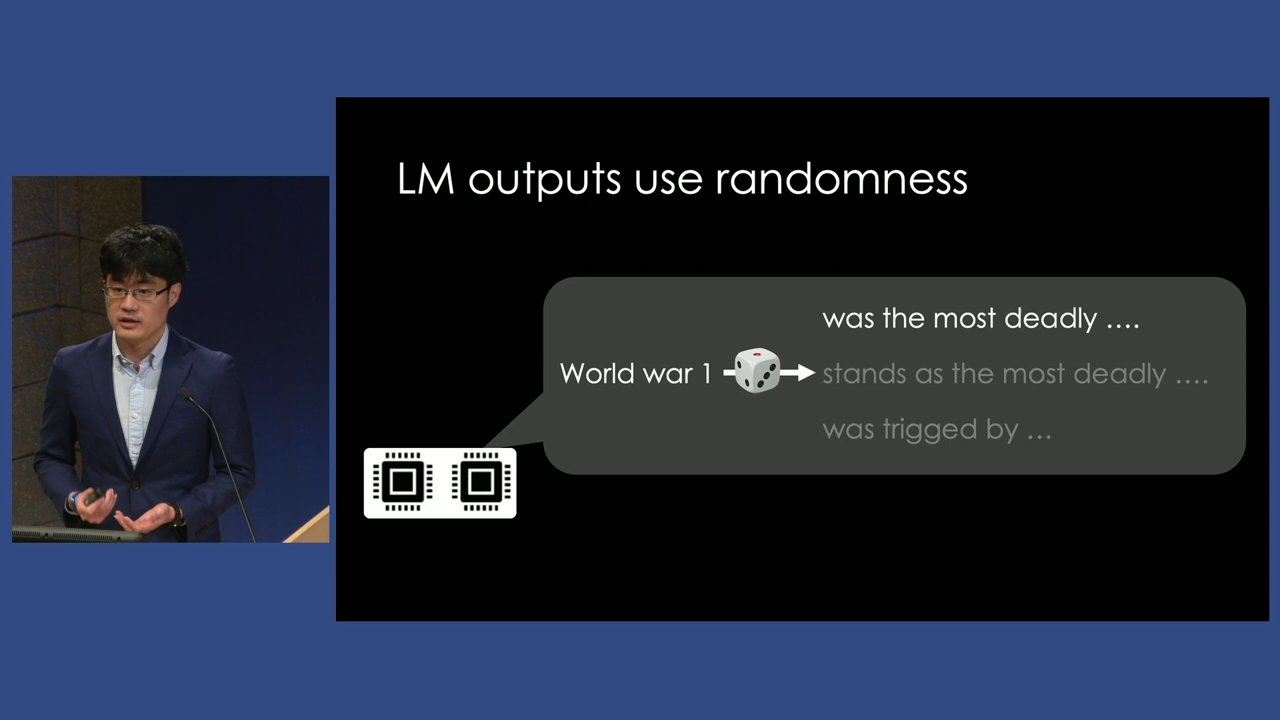 LM outputs use randomness
was the most deadly ....
World war 1
stands as the most deadly ....
was trigged by ...